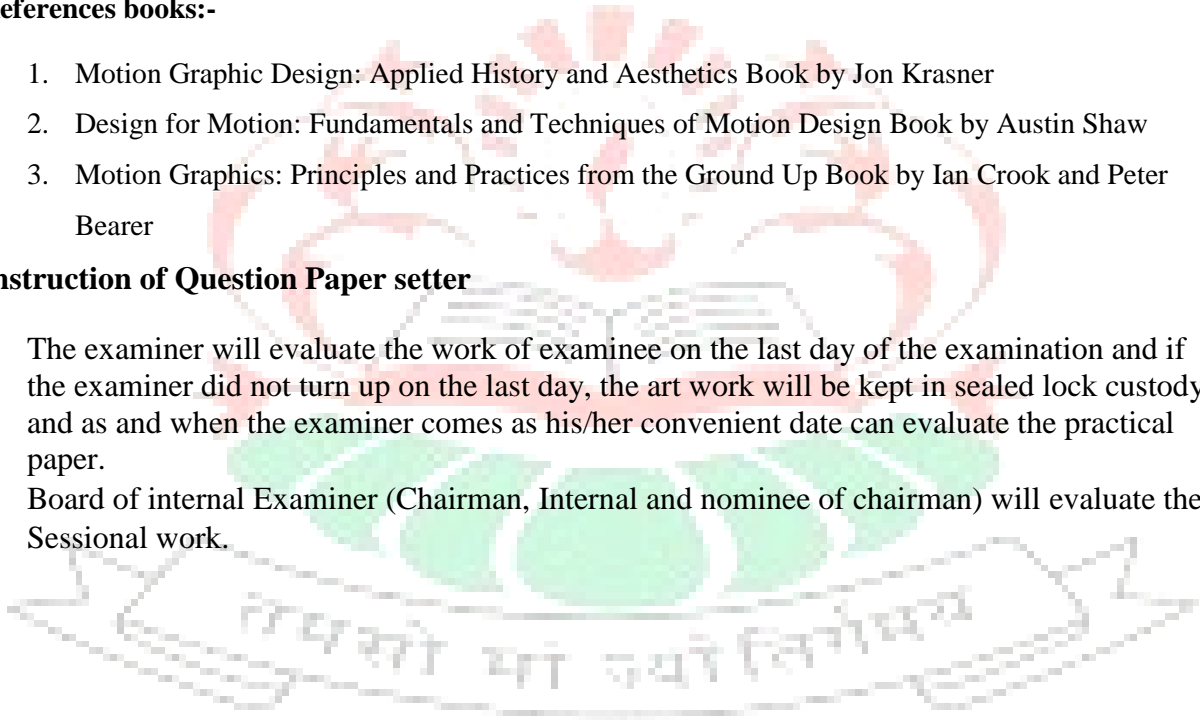 eferences books:-
1. Motion Graphic Design: Applied History and Aesthetics Book by Jon Krasner
2. Design for Motion: Fundamentals and Techniques of Motion Design Book by Austin Shaw
3. Motion Graphics: Principles and Practices from the Ground Up Book by Ian Crook and Peter
Bearer
nstruction of Question Paper setter
The examiner will evaluate the work of examinee on the last day of the examination and if
the examiner did not turn up on the last day, the art work will be kept in sealed lock custody
and as and when the examiner comes as his/her convenient date can evaluate the practical
paper.
Board of internal Examiner (Chairman, Internal and nominee of chairman) will evaluate the
Sessional work.
तमसो मा ज्योतिर्गमय